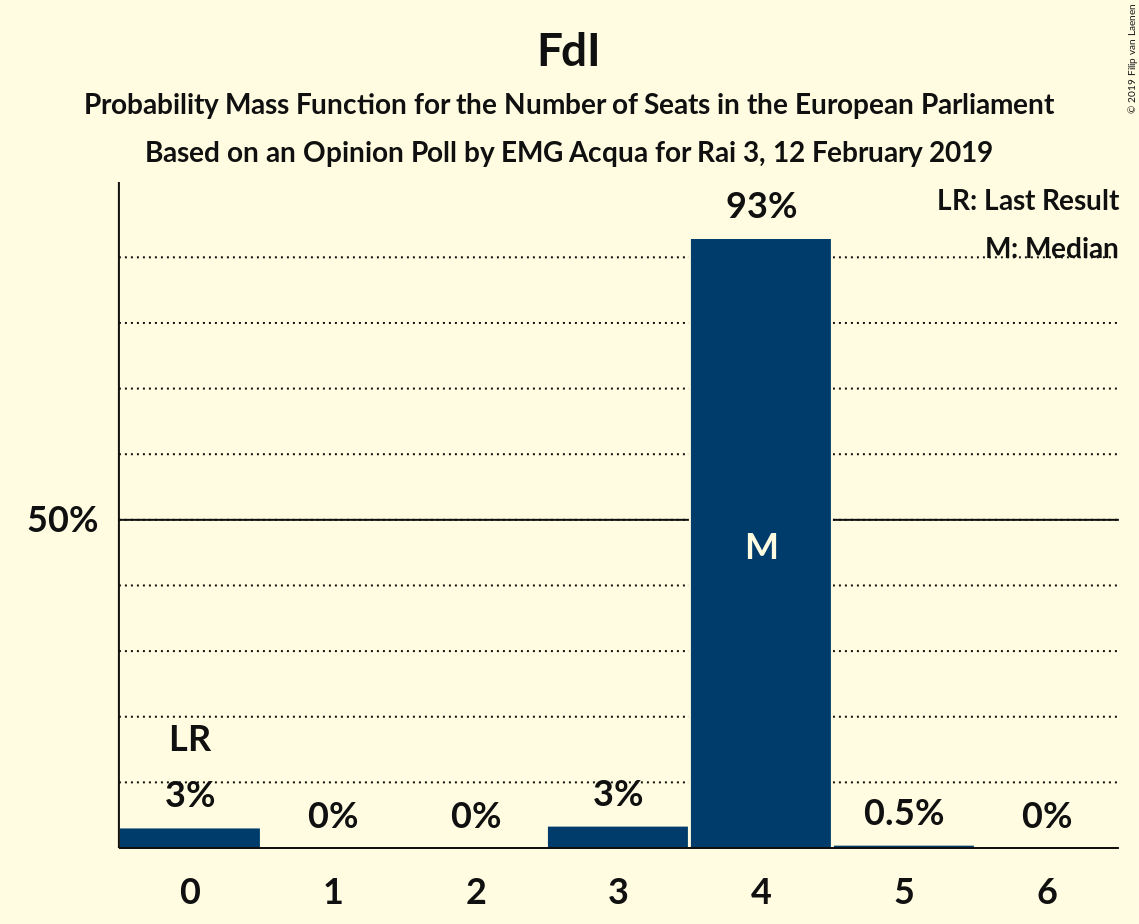 FdI
Probability Mass Function for the Number of Seats in the European Parliament
Based on an Opinion Poll by EMG Acqua for Rai 3, 12 February 2019
© 2019 Filip van Laenen
LR: Last Result
M: Median
93%
50%
M
LR
3%
0%
0%
3%
0.5%
0%
0 1 2 3 4 5 6